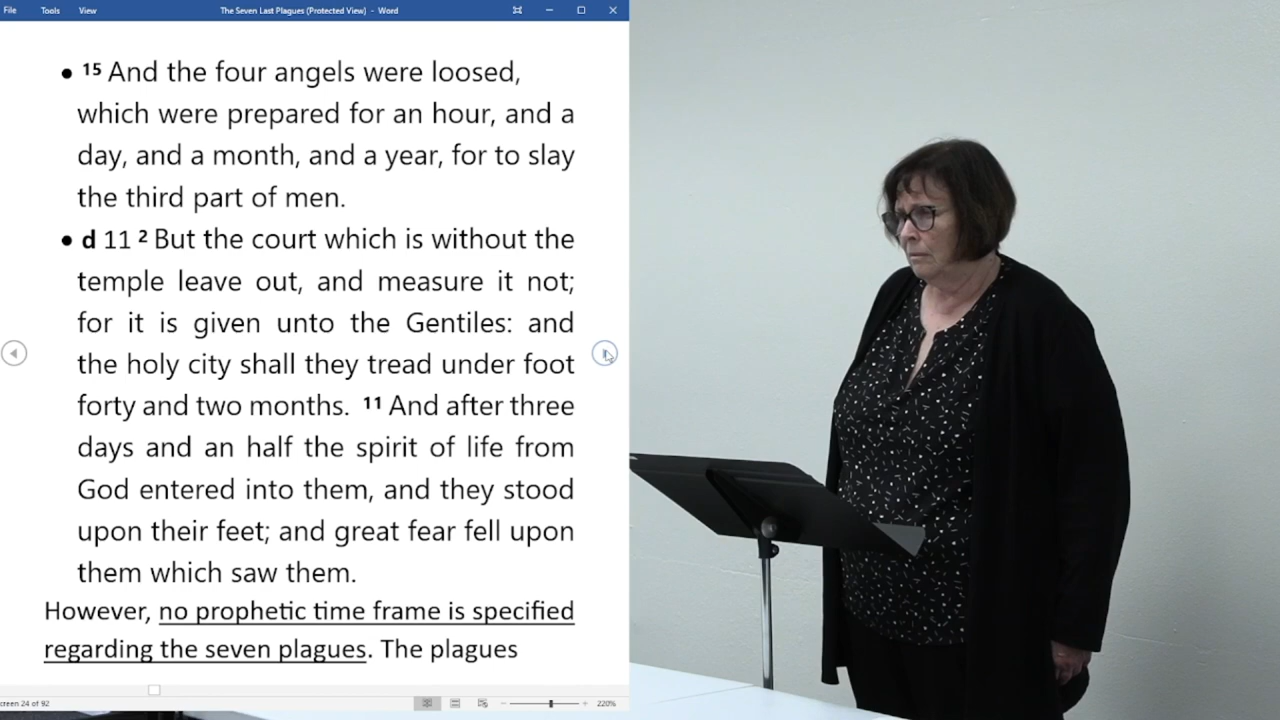 File Tools View The Seven Last Plagues (Protected View) - Word
• 15 And the four angels were loosed,
which were prepared for an hour, and a
day, and a month, and a year, for to slay
the third part of men.
• d 11 2 But the court which is without the
temple leave out, and measure it not;
for it is given unto the Gentiles: and
the holy city shall they tread under foot
forty and two months. 11 And after three
days and an half the spirit of life from
God entered into them, and they stood
upon their feet; and great fear fell upon
them which saw them.
However, no prophetic time frame is specified
regarding the seven plagues. The plagues
creen 24 of 92 220%